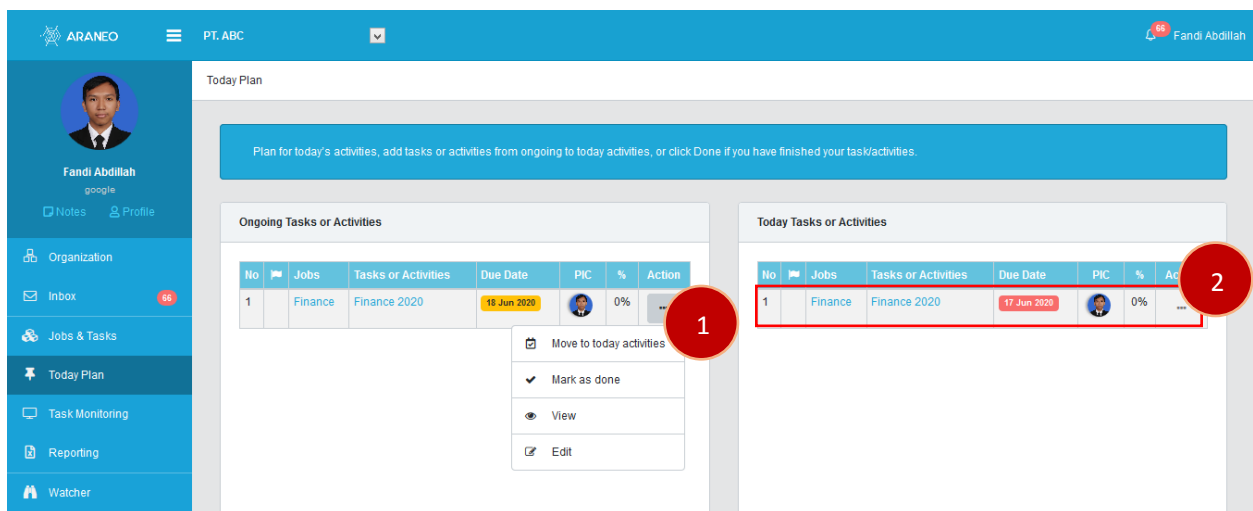 ARANEO
PT. ABC
66
Fandi Abdillah
Today Plan
Fandi Abdillah
google
Notes Profile
Organization
Inbox 66
Jobs & Tasks
Today Plan
Task Monitoring
Reporting
Watcher
Plan for today's activities, add tasks or activities from ongoing to today activities, or click Done if you have finished your task/activities.
Ongoing Tasks or Activities
No Jobs Tasks or Activities Due Date PIC % Action
1 Finance Finance 2020 18 Jun 2020 0% ...
1
Move to today activities
Mark as done
View
Edit
Today Tasks or Activities
No Jobs Tasks or Activities Due Date PIC % Ac
1 Finance Finance 2020 17 Jun 2020 0% ...
2